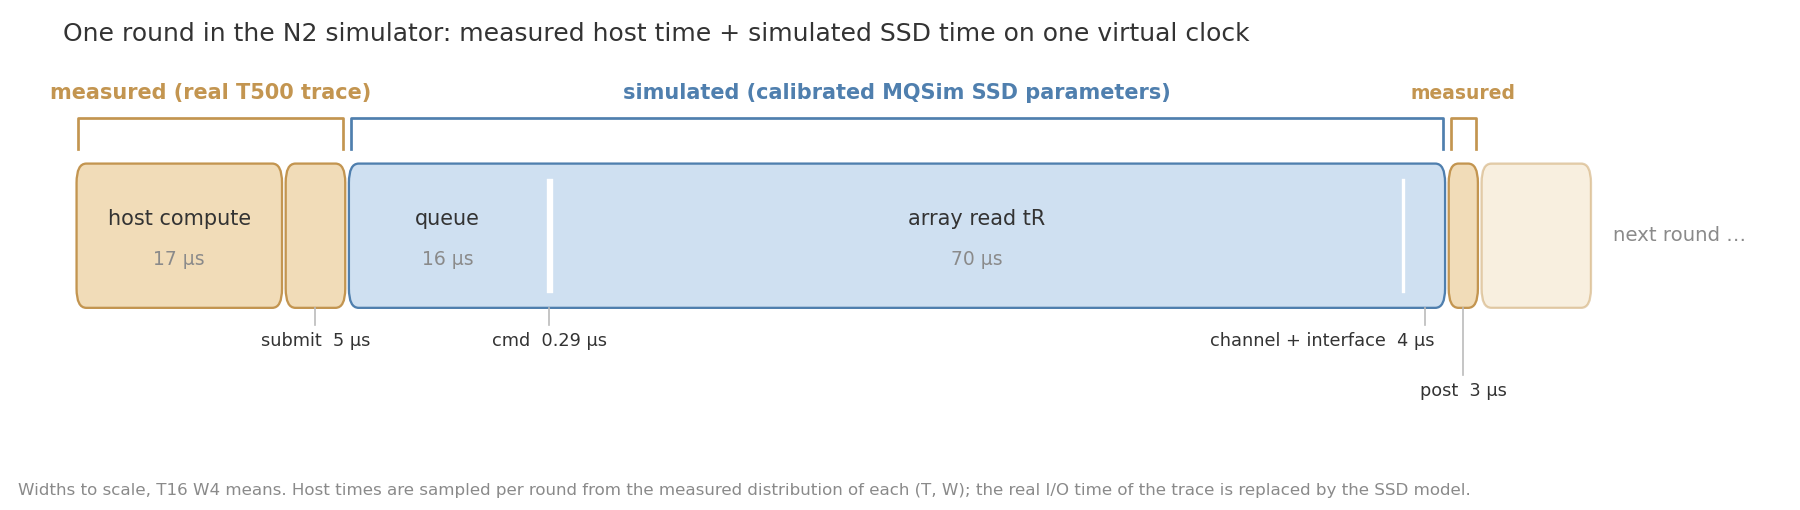 One round in the N2 simulator: measured host time + simulated SSD time on one virtual clock
measured (real T500 trace)
simulated (calibrated MQSim SSD parameters)
measured
host compute
17 µs
queue
16 µs
array read tR
70 µs
next round ...
submit  5 µs
cmd  0.29 µs
channel + interface  4 µs
post  3 µs
Widths to scale, T16 W4 means. Host times are sampled per round from the measured distribution of each (T, W); the real I/O time of the trace is replaced by the SSD model.